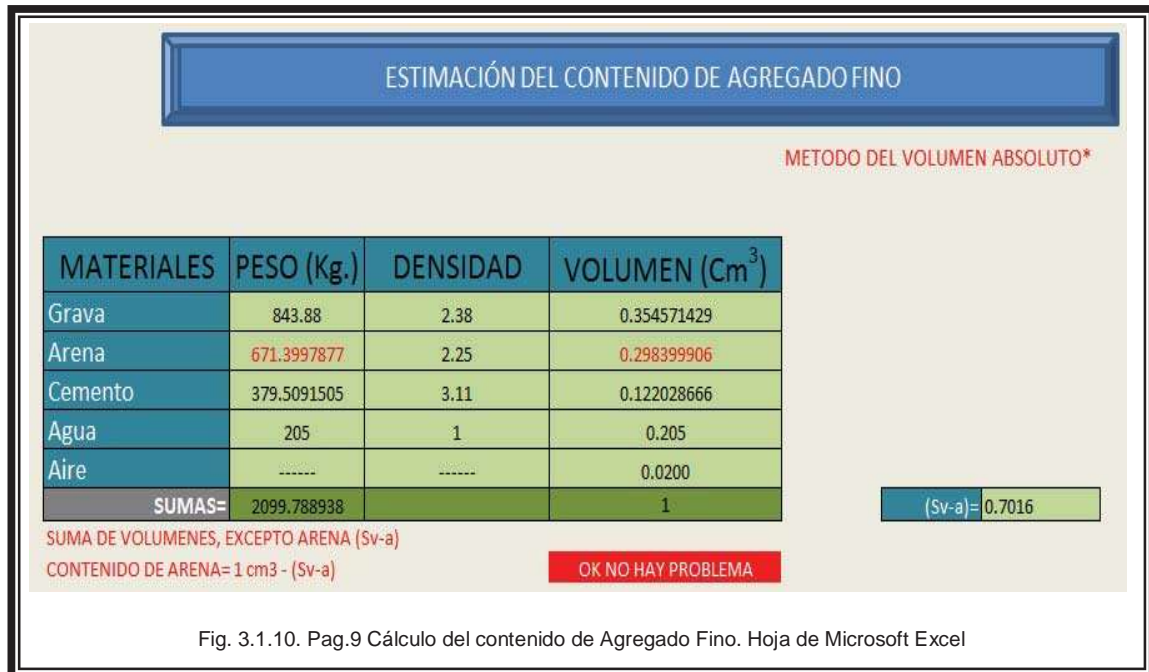 ESTIMACIÓN DEL CONTENIDO DE AGREGADO FINO
METODO DEL VOLUMEN ABSOLUTO*
MATERIALES PESO (Kg.) DENSIDAD VOLUMEN (Cm³)
Grava 843.88 2.38 0.354571429
Arena 671.3997877 2.25 0.298399906
Cemento 379.5091505 3.11 0.122028666
Agua 205 1 0.205
Aire ------ ------ 0.0200
SUMAS= 2099.788938 1
(Sv-a)= 0.7016
SUMA DE VOLUMENES, EXCEPTO ARENA (Sv-a)
CONTENIDO DE ARENA= 1 cm3 - (Sv-a)
OK NO HAY PROBLEMA
Fig. 3.1.10. Pag.9 Cálculo del contenido de Agregado Fino. Hoja de Microsoft Excel